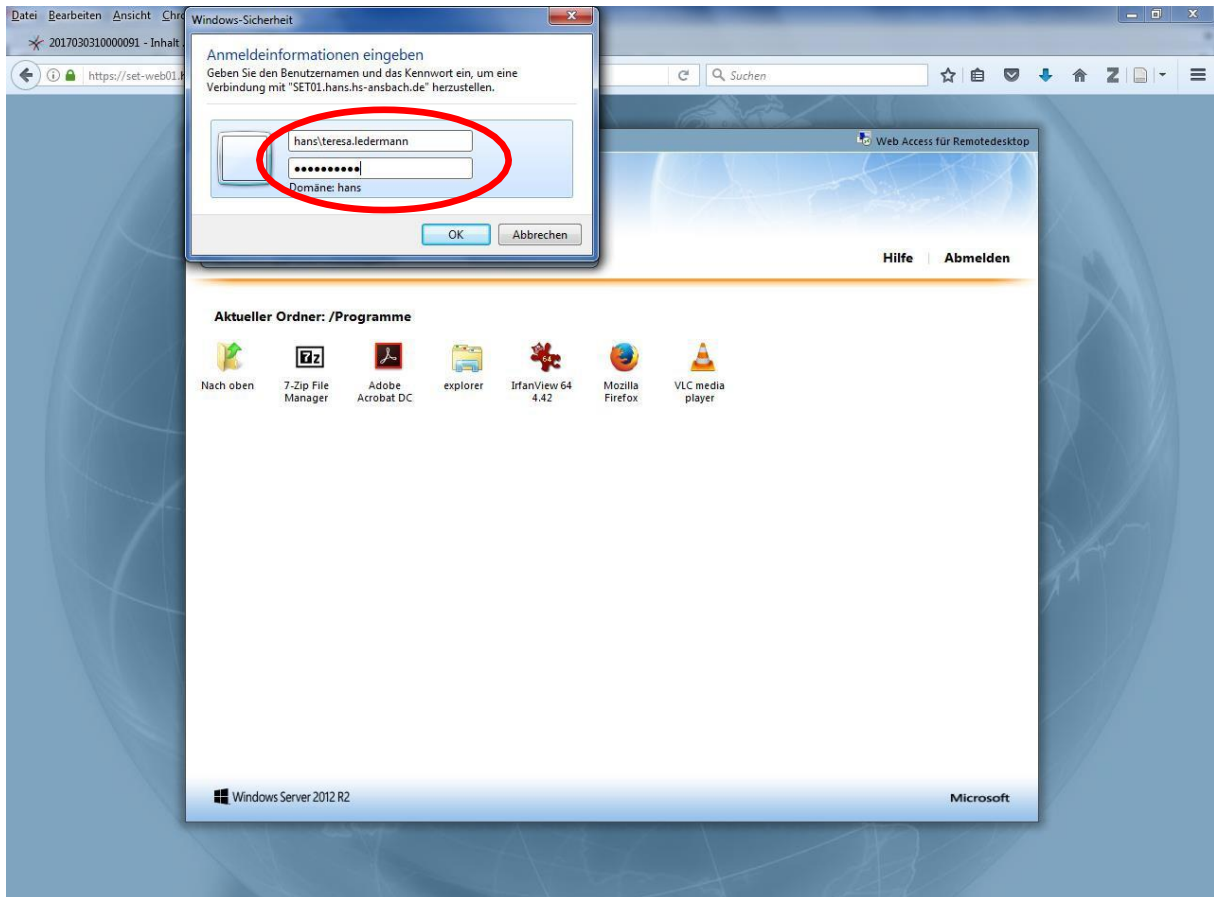 Datei Bearbeiten Ansicht
Windows-Sicherheit
2017030310000091 - Inhalt
https://set-web01.
Suchen
Anmeldeinformationen eingeben
Geben Sie den Benutzernamen und das Kennwort ein, um eine
Verbindung mit "SET01.hans.hs-ansbach.de" herzustellen.
hans\teresa.ledermann
●●●●●●●●●●
Domäne: hans
OK Abbrechen
Web Access für Remotedesktop
Hilfe Abmelden
Aktueller Ordner: /Programme
Nach oben
7-Zip File
Manager
Adobe
Acrobat DC
explorer
IrfanView 64
4.42
Mozilla
Firefox
VLC media
player
Windows Server 2012 R2
Microsoft